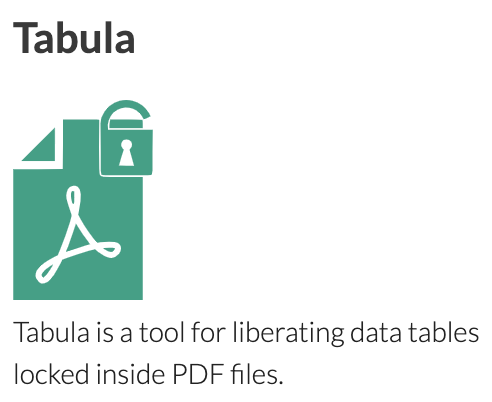 Tabula
Tabula is a tool for liberating data tables
locked inside PDF files.